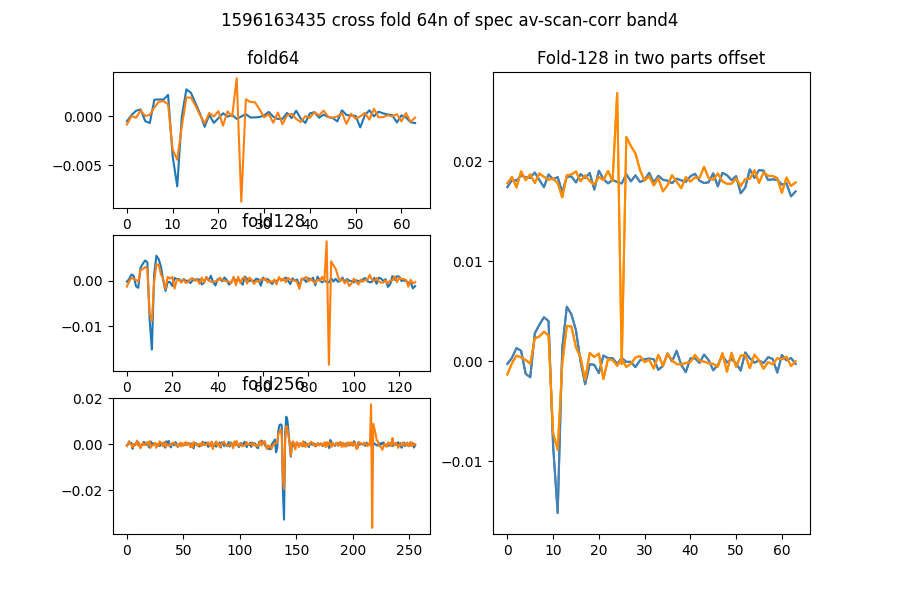 1596163435 cross fold 64n of spec av-scan-corr band4
fold64
0.000
−0.005
0 10 20 30 40 50 60
fold128
0.00
−0.01
0 20 40 60 80 100 120
fold256
0.02
0.00
−0.02
0 50 100 150 200 250
Fold-128 in two parts offset
0.02
0.01
0.00
−0.01
0 10 20 30 40 50 60